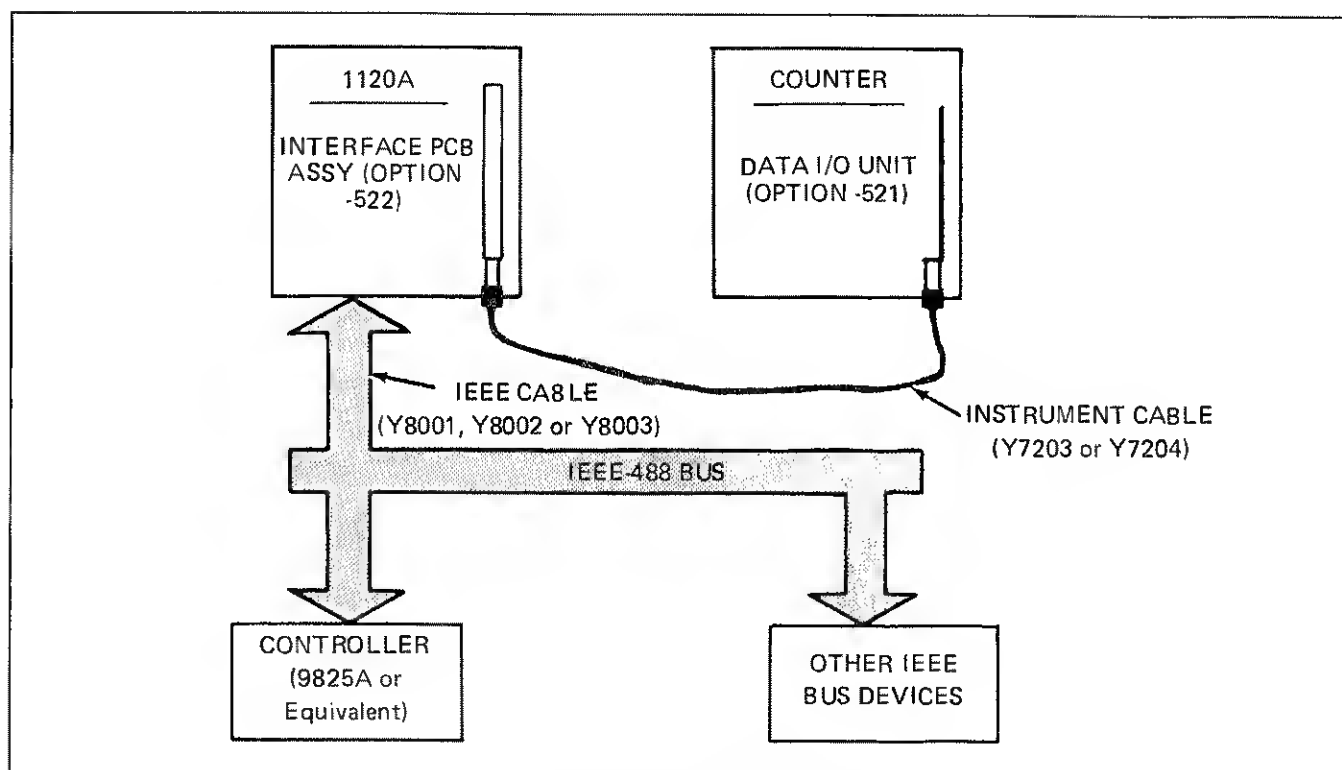 1120A
INTERFACE PCB
ASSY (OPTION
-522)
COUNTER
DATA I/O UNIT
(OPTION -521)
IEEE CABLE
(Y8001, Y8002 or Y8003)
INSTRUMENT CABLE
(Y7203 or Y7204)
IEEE-488 BUS
CONTROLLER
(9825A or
Equivalent)
OTHER IEEE
BUS DEVICES